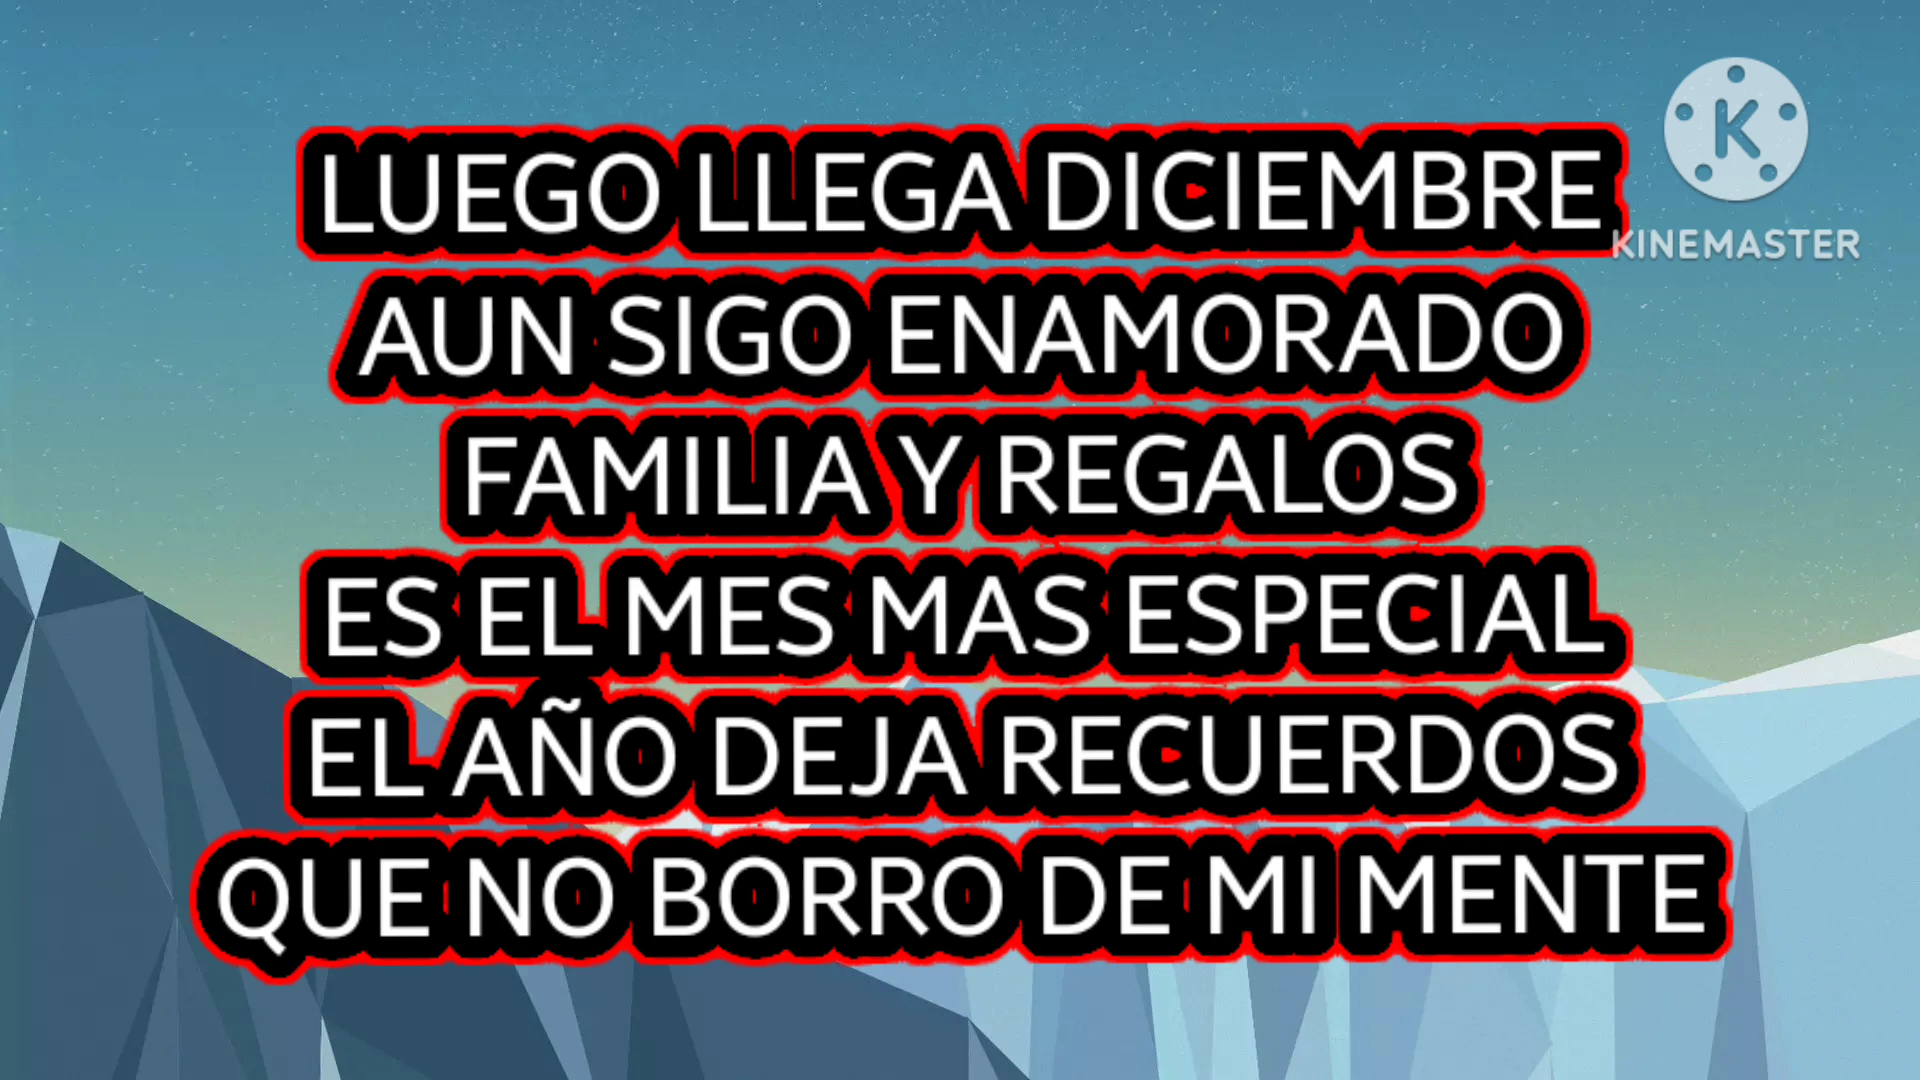 LUEGO LLEGA DICIEMBRE
KINEMASTER
AUN SIGO ENAMORADO
FAMILIA Y REGALOS
ES EL MES MAS ESPECIAL
EL AÑO DEJA RECUERDOS
QUE NO BORRO DE MI MENTE